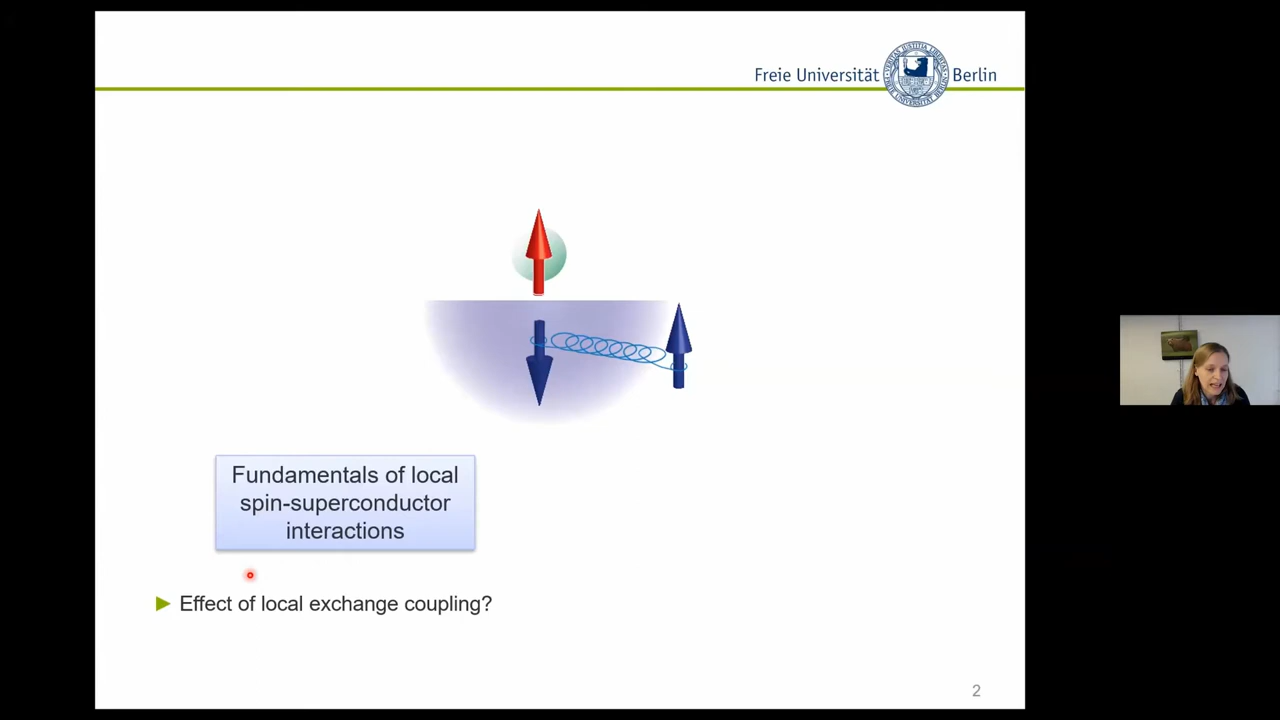 Freie Universität Berlin
Fundamentals of local
spin-superconductor
interactions
Effect of local exchange coupling?
2